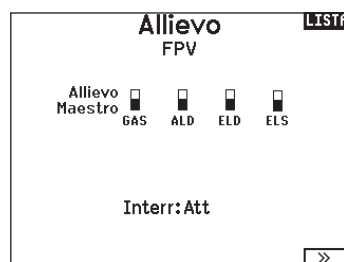 Allievo
LISTA
FPV
Allievo
Maestro
GAS ALD ELD ELS
Interr: Att
>>